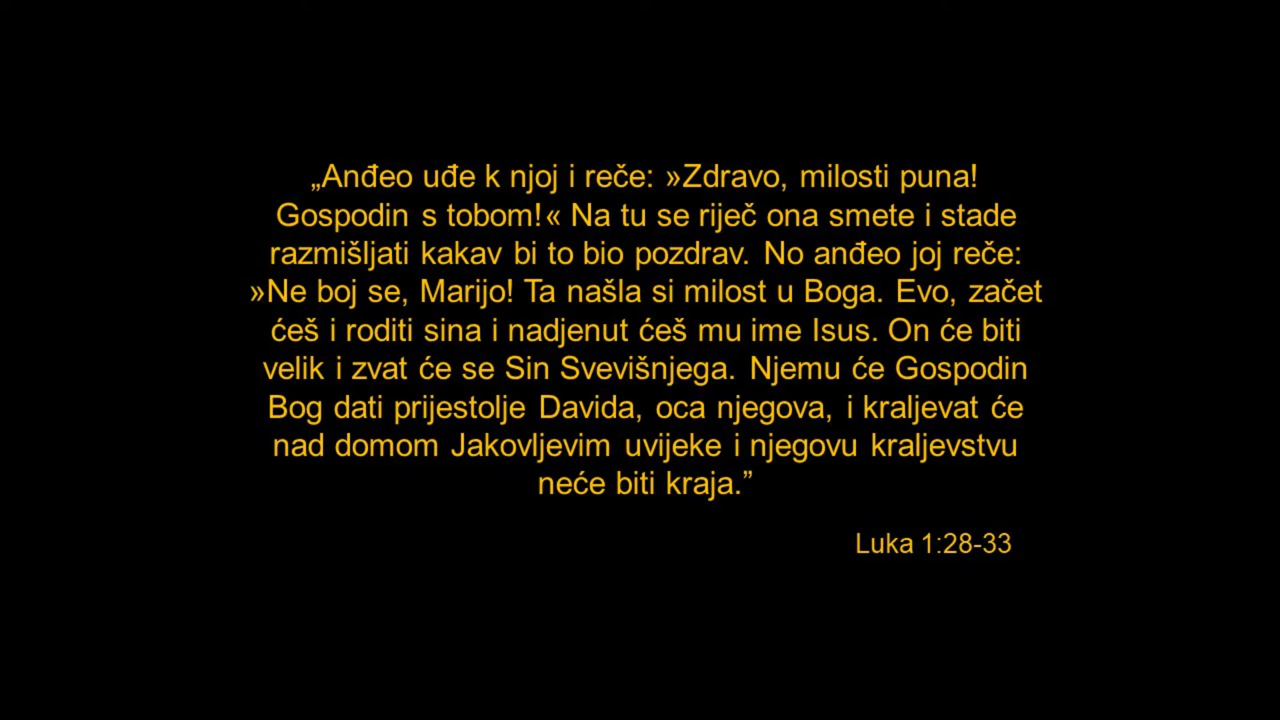 „Anđeo uđe k njoj i reče: »Zdravo, milosti puna!
Gospodin s tobom!« Na tu se riječ ona smete i stade
razmišljati kakav bi to bio pozdrav. No anđeo joj reče:
»Ne boj se, Marijo! Ta našla si milost u Boga. Evo, začet
ćeš i roditi sina i nadjenut ćeš mu ime Isus. On će biti
velik i zvat će se Sin Svevišnjega. Njemu će Gospodin
Bog dati prijestolje Davida, oca njegova, i kraljevat će
nad domom Jakovljevim uvijeke i njegovu kraljevstvu
neće biti kraja.”
Luka 1:28-33